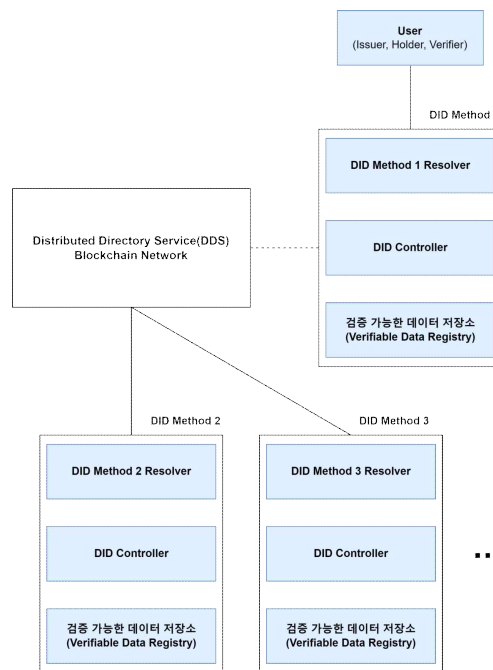 User
(Issuer, Holder, Verifier)
DID Method
DID Method 1 Resolver
DID Controller
검증 가능한 데이터 저장소
(Verifiable Data Registry)
Distributed Directory Service(DDS)
Blockchain Network
DID Method 2
DID Method 2 Resolver
DID Controller
검증 가능한 데이터 저장소
(Verifiable Data Registry)
DID Method 3
DID Method 3 Resolver
DID Controller
검증 가능한 데이터 저장소
(Verifiable Data Registry)
..